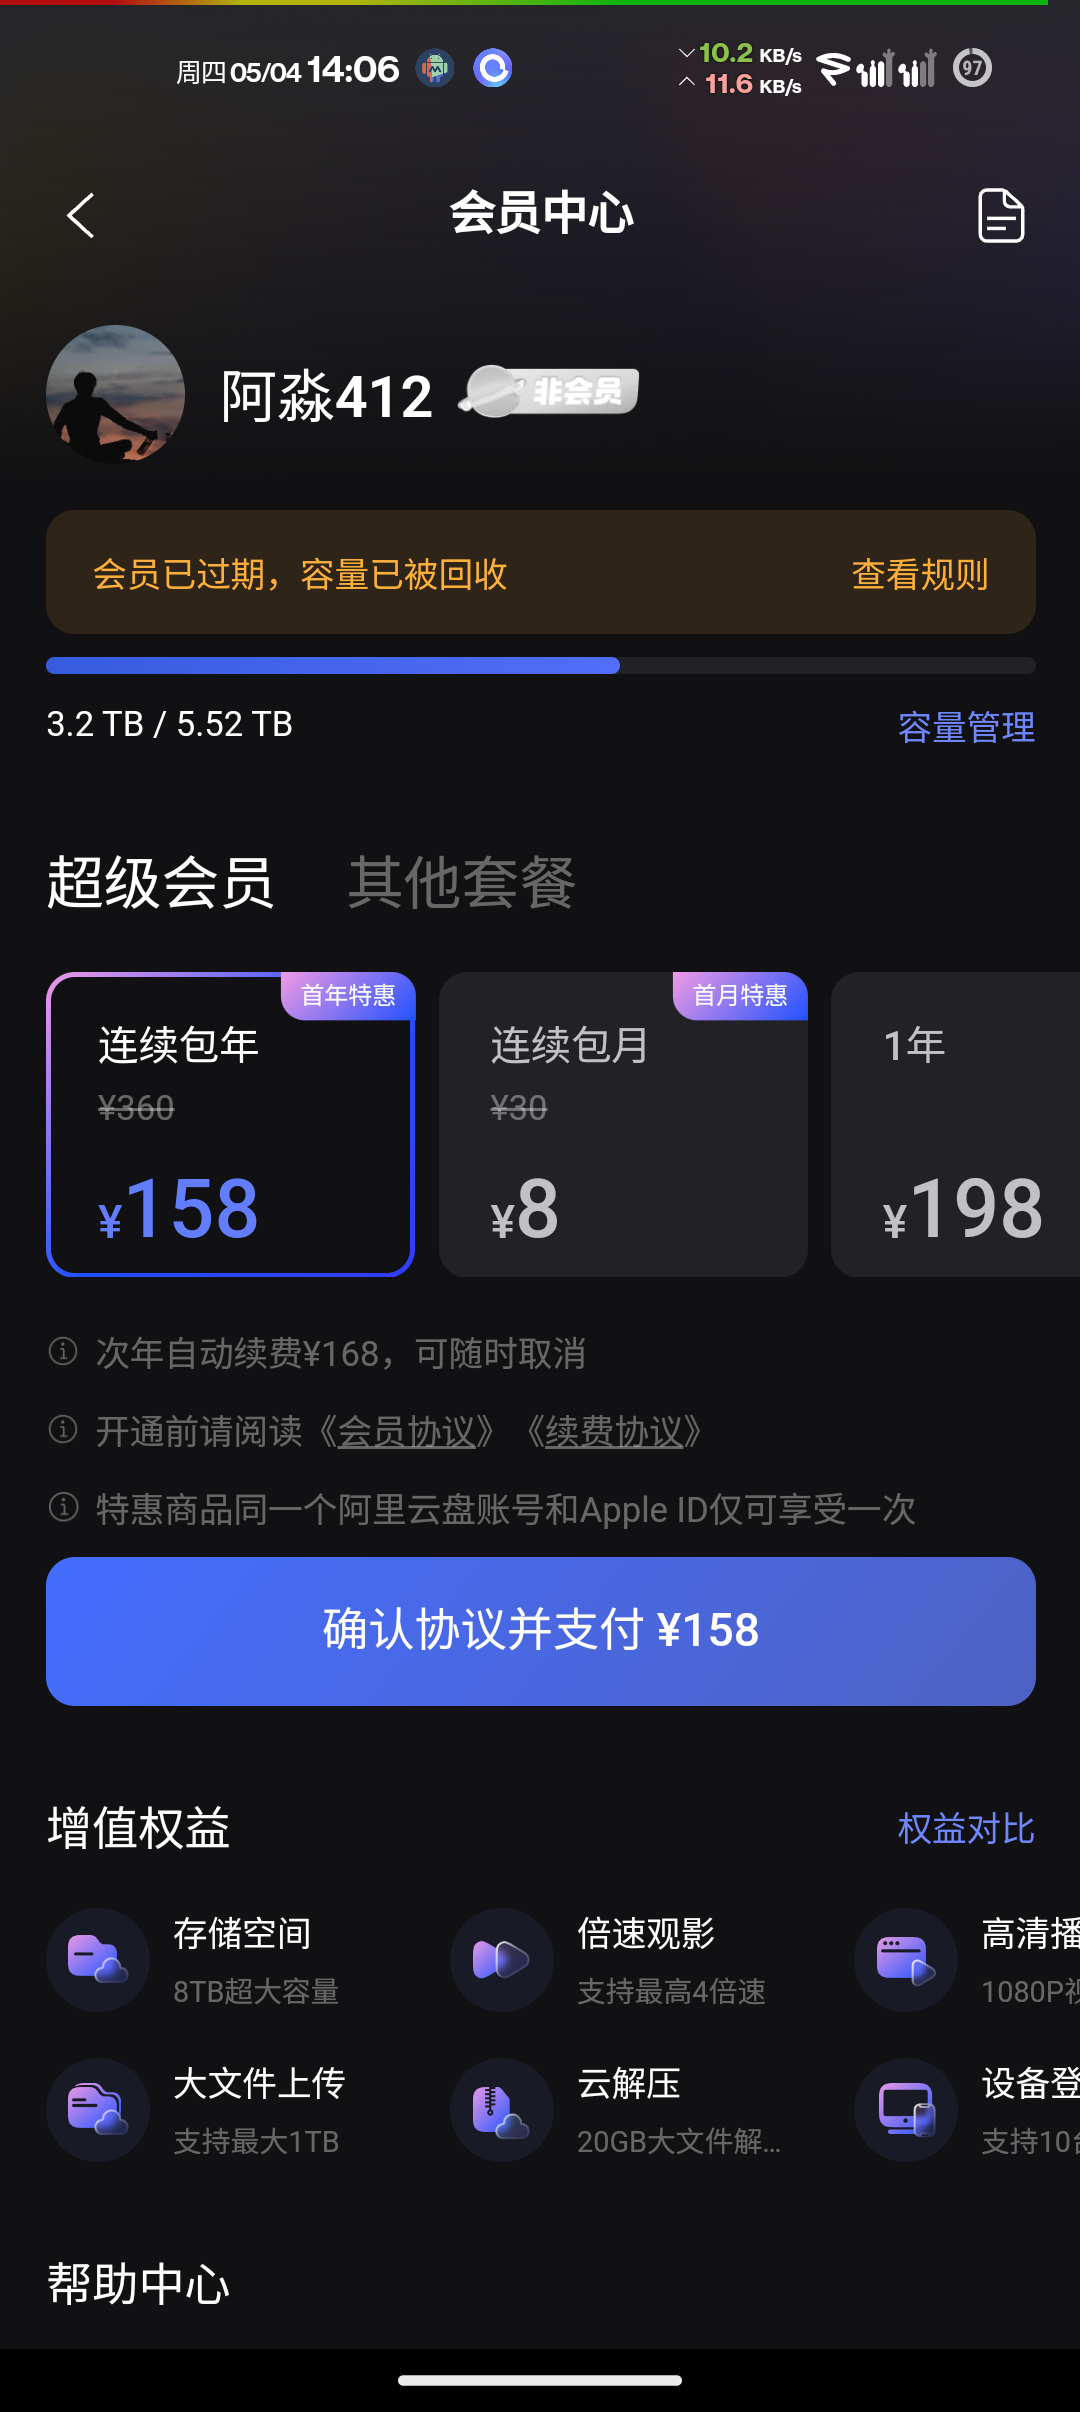 周四 05/04 14:06
10.2 KB/s
11.6 KB/s
97
会员中心
阿淼412 非会员
会员已过期，容量已被回收 查看规则
3.2 TB / 5.52 TB 容量管理
超级会员 其他套餐
首年特惠 首月特惠
连续包年 连续包月 1年
¥360 ¥30
¥158 ¥8 ¥198
次年自动续费¥168，可随时取消
开通前请阅读《会员协议》《续费协议》
特惠商品同一个阿里云盘账号和Apple ID仅可享受一次
确认协议并支付 ¥158
增值权益 权益对比
存储空间 倍速观影 高清播
8TB超大容量 支持最高4倍速 1080P视
大文件上传 云解压 设备登
支持最大1TB 20GB大文件解... 支持10台
帮助中心